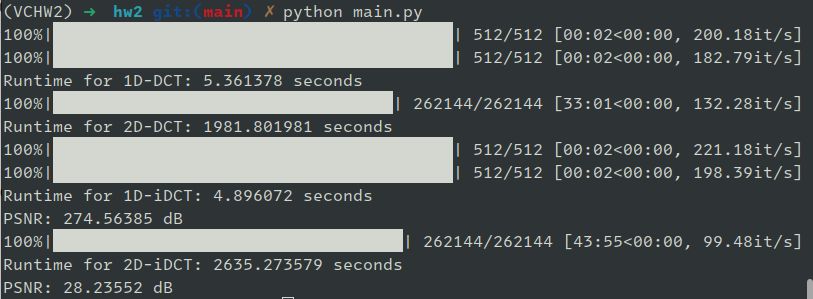 (VCHW2) → hw2 git:(main) ✗ python main.py
100%| | 512/512 [00:02<00:00, 200.18it/s]
100%| | 512/512 [00:02<00:00, 182.79it/s]
Runtime for 1D-DCT: 5.361378 seconds
100%| | 262144/262144 [33:01<00:00, 132.28it/s]
Runtime for 2D-DCT: 1981.801981 seconds
100%| | 512/512 [00:02<00:00, 221.18it/s]
100%| | 512/512 [00:02<00:00, 198.39it/s]
Runtime for 1D-iDCT: 4.896072 seconds
PSNR: 274.56385 dB
100%| | 262144/262144 [43:55<00:00, 99.48it/s]
Runtime for 2D-iDCT: 2635.273579 seconds
PSNR: 28.23552 dB